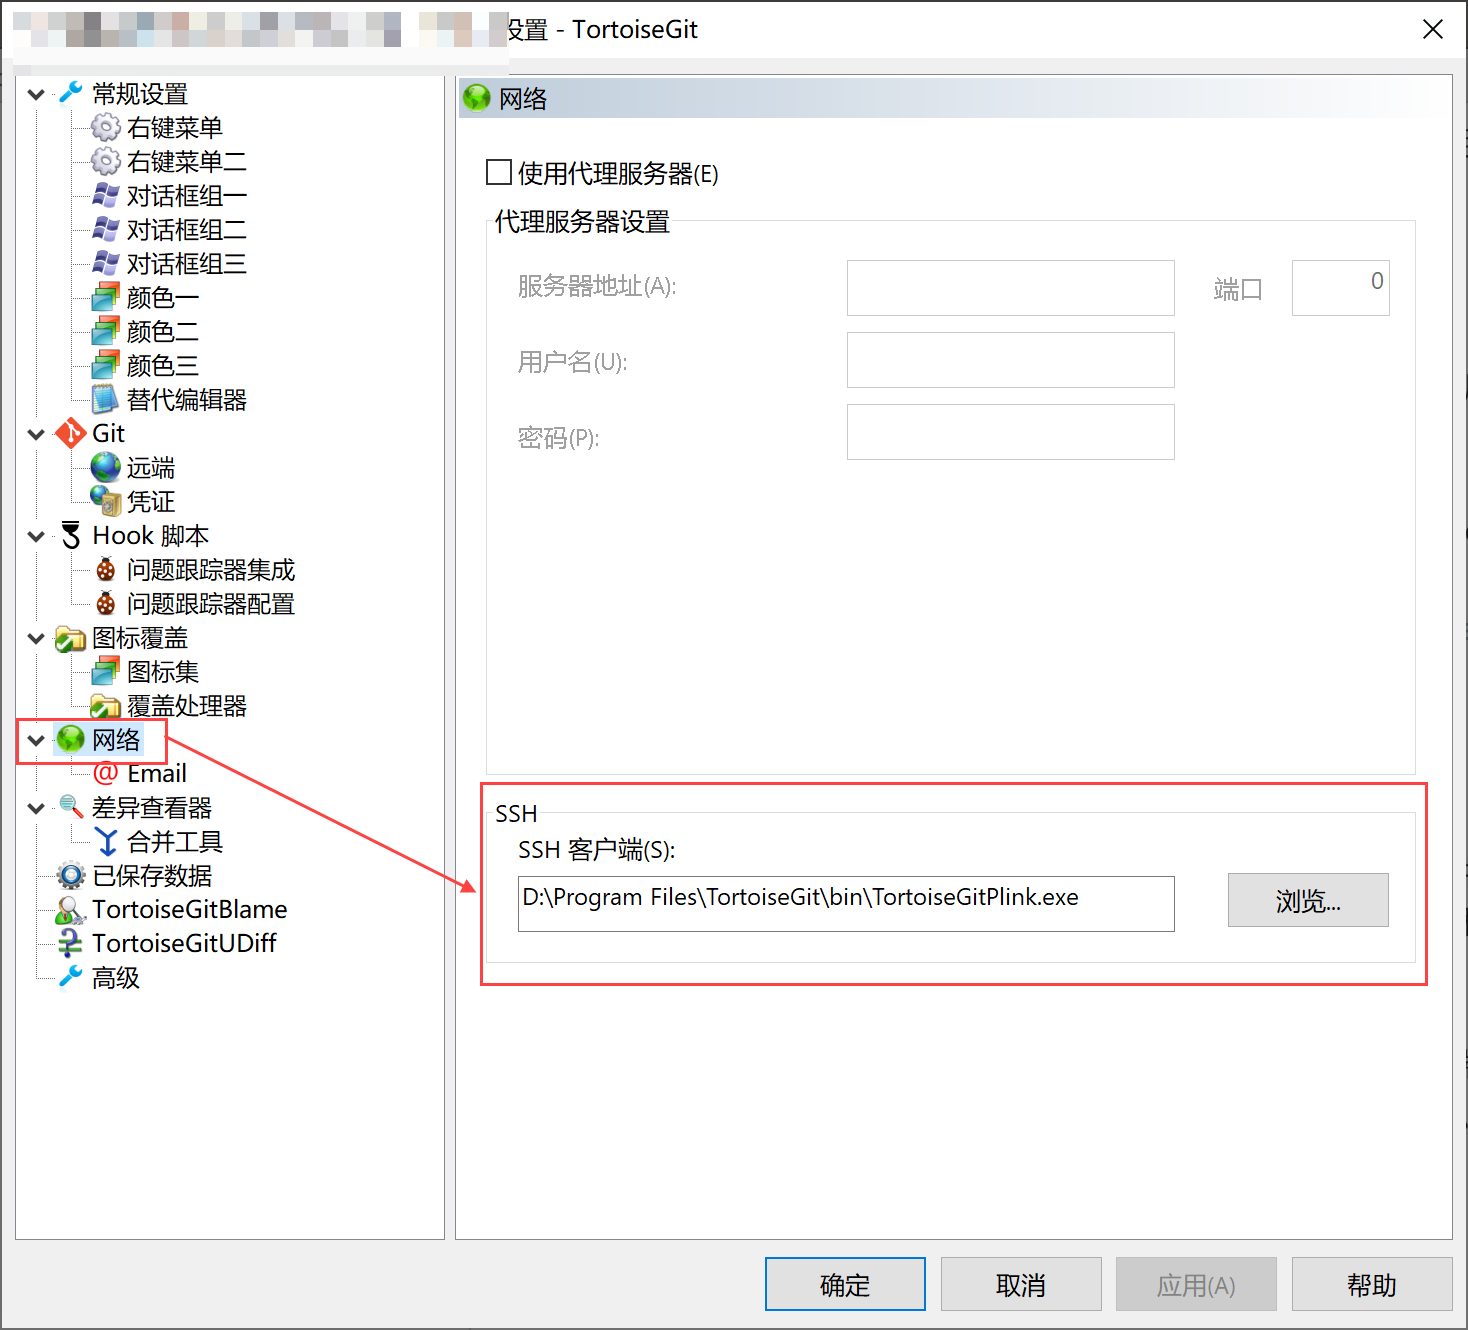 设置 - TortoiseGit
常规设置
右键菜单
右键菜单二
对话框组一
对话框组二
对话框组三
颜色一
颜色二
颜色三
替代编辑器
Git
远端
凭证
Hook 脚本
问题跟踪器集成
问题跟踪器配置
图标覆盖
图标集
覆盖处理器
网络
@ Email
差异查看器
合并工具
已保存数据
TortoiseGitBlame
TortoiseGitUDiff
高级
网络
使用代理服务器(E)
代理服务器设置
服务器地址(A):
端口
0
用户名(U):
密码(P):
SSH
SSH 客户端(S):
D:\Program Files\TortoiseGit\bin\TortoiseGitPlink.exe
浏览...
确定
取消
应用(A)
帮助